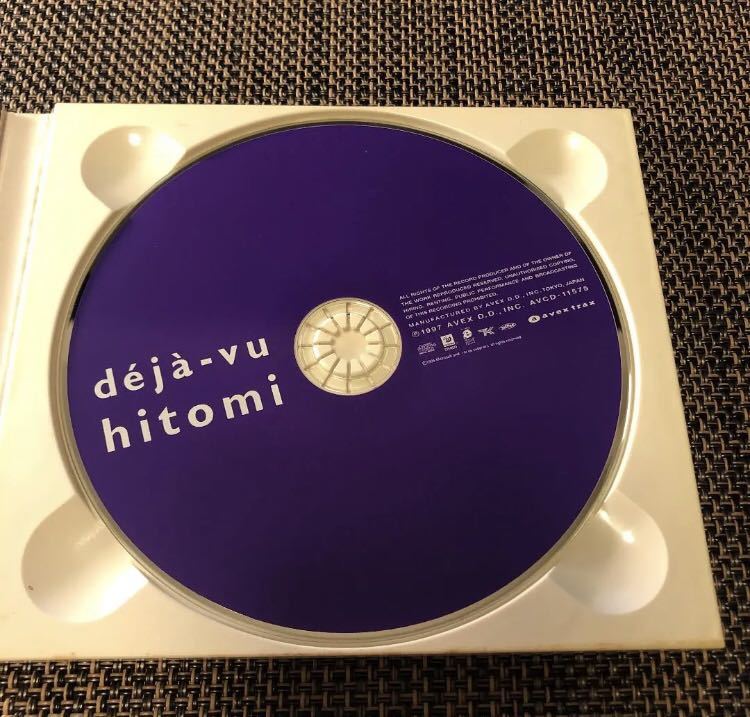 déjà-vu
hitomi
ALL RIGHTS OF THE RECORD PRODUCER AND OF THE OWNER OF
THE WORK REPRODUCED RESERVED. UNAUTHORISED COPYING,
HIRING, RENTING, PUBLIC PERFORMANCE AND BROADCASTING
OF THIS RECORDING PROHIBITED.
MANUFACTURED BY AVEX D.D., INC. TOKYO, JAPAN
℗1997 AVEX D.D., INC. AVCD-11575
avex trax